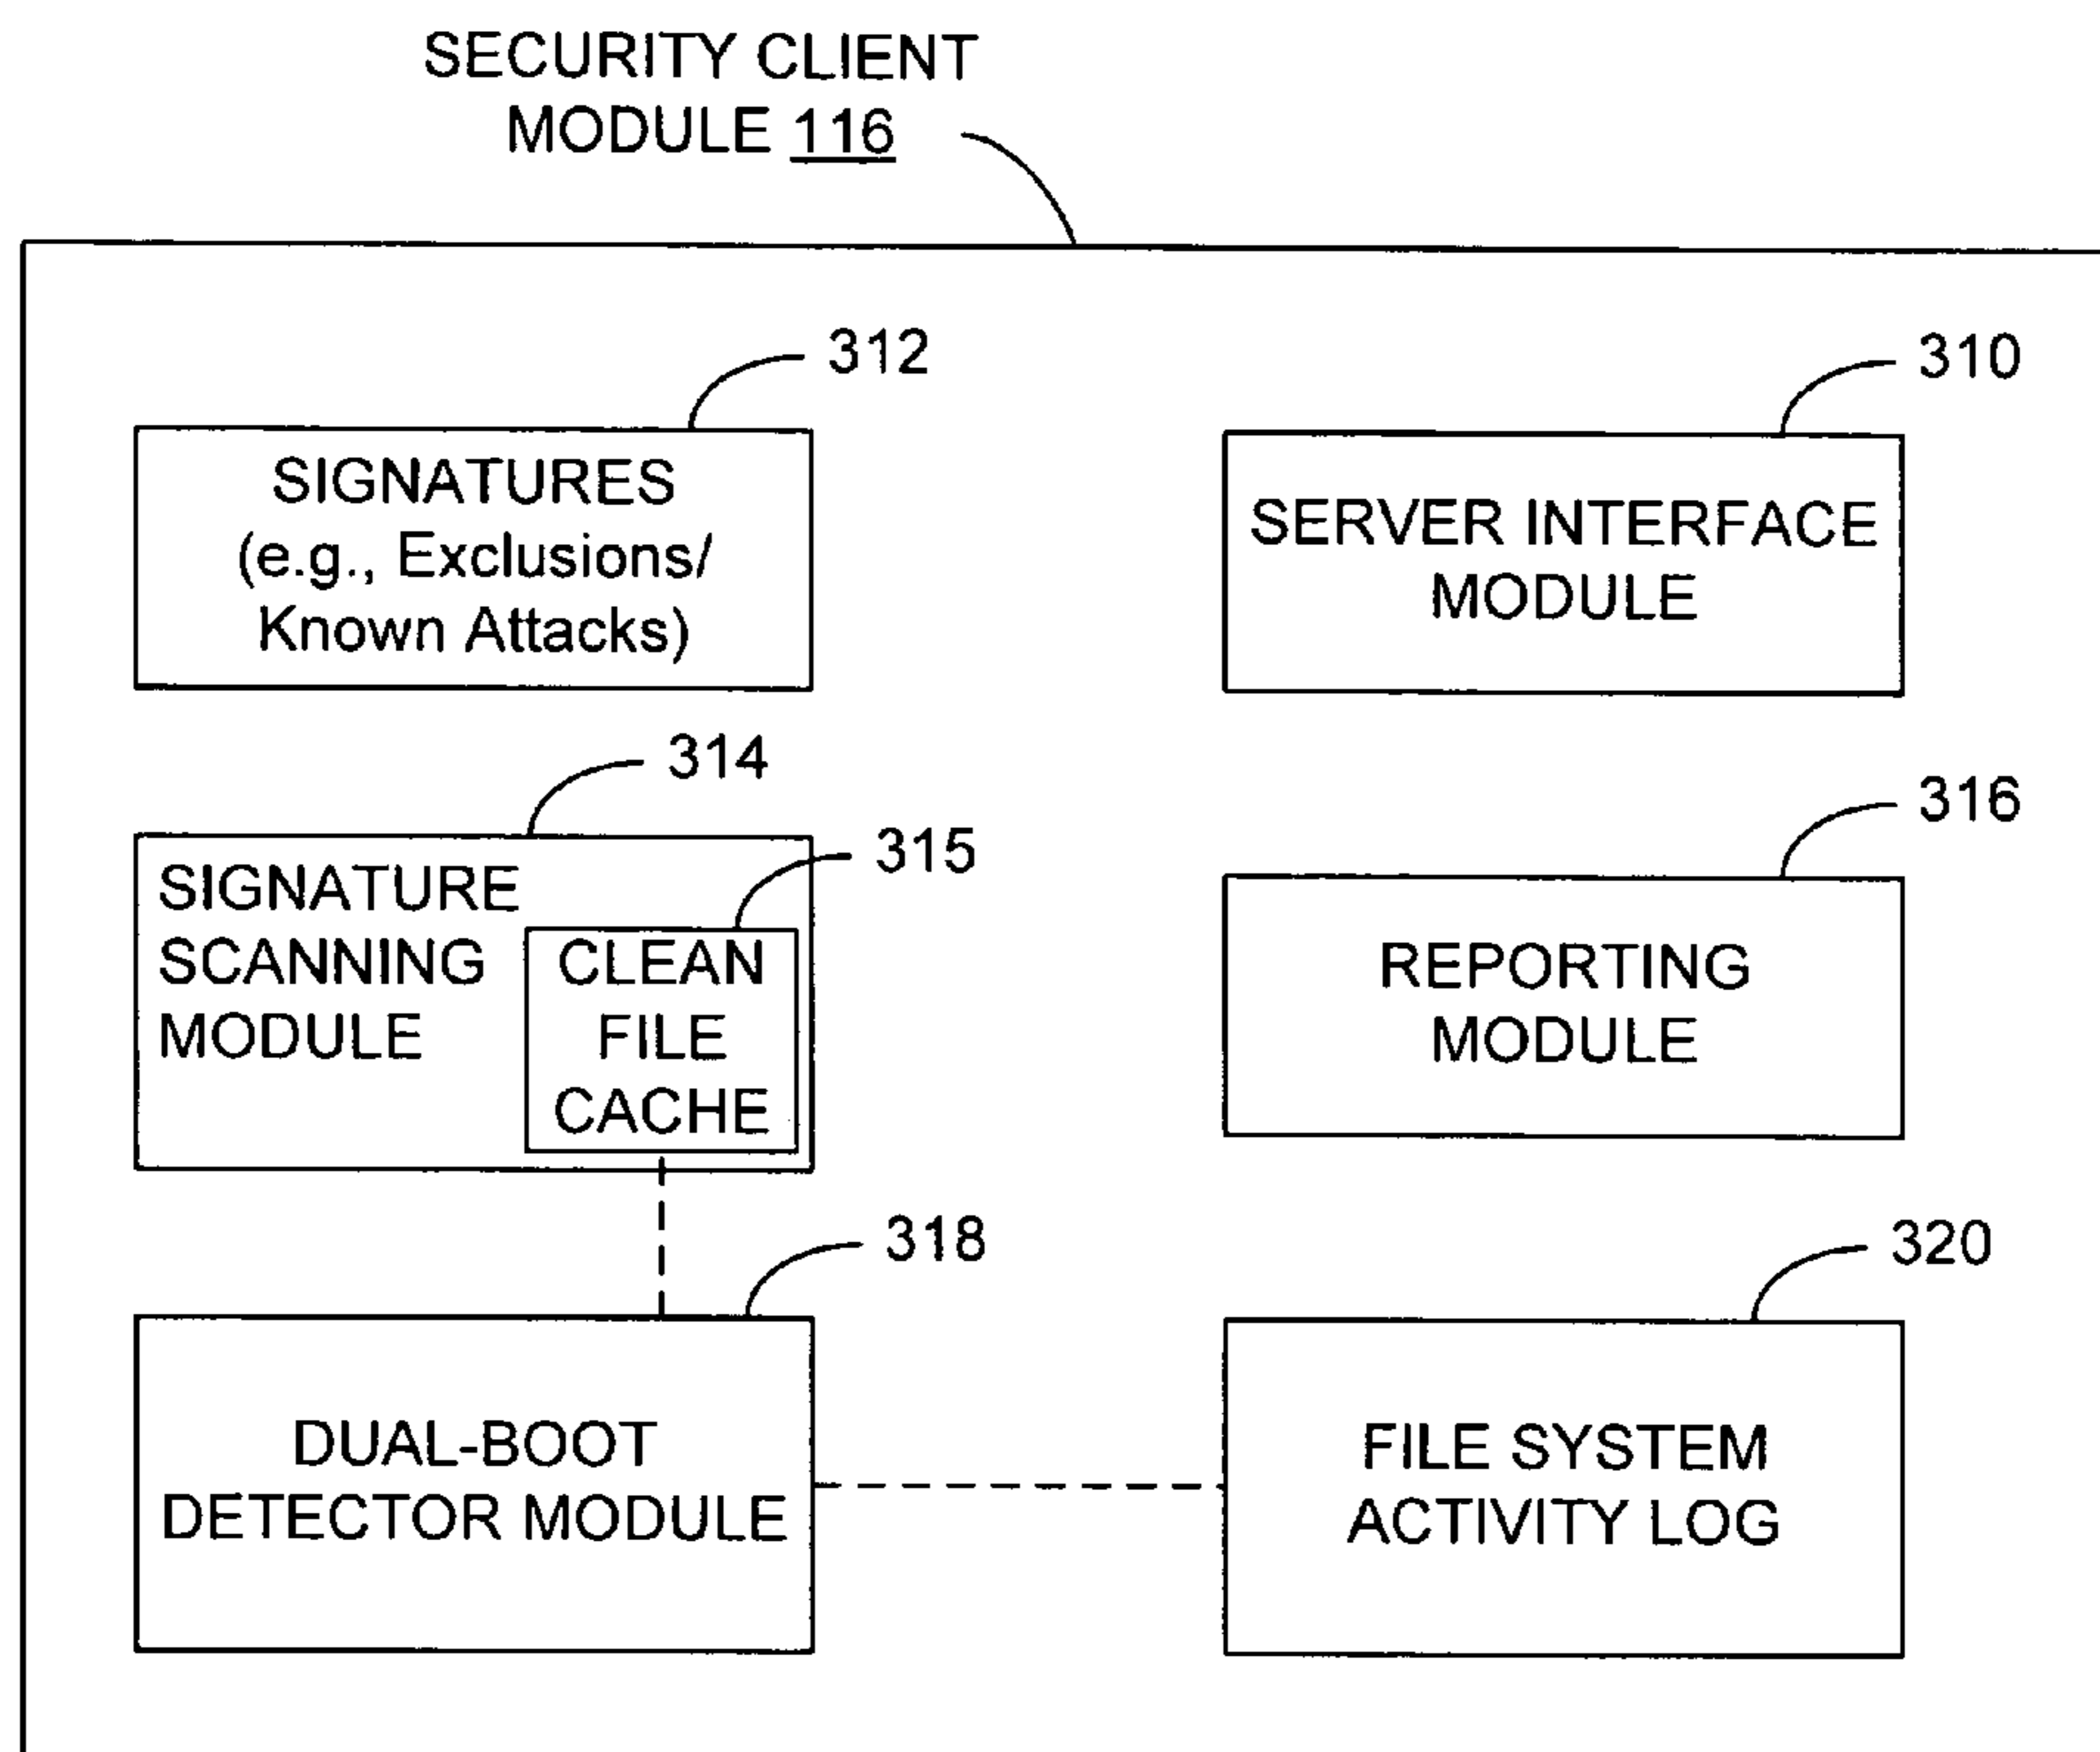 SECURITY CLIENT
MODULE 116
312
310
SIGNATURES
(e.g., Exclusions/
Known Attacks)
SERVER INTERFACE
MODULE
314
315
316
SIGNATURE
SCANNING
MODULE
CLEAN
FILE
CACHE
REPORTING
MODULE
318
320
DUAL-BOOT
DETECTOR MODULE
FILE SYSTEM
ACTIVITY LOG